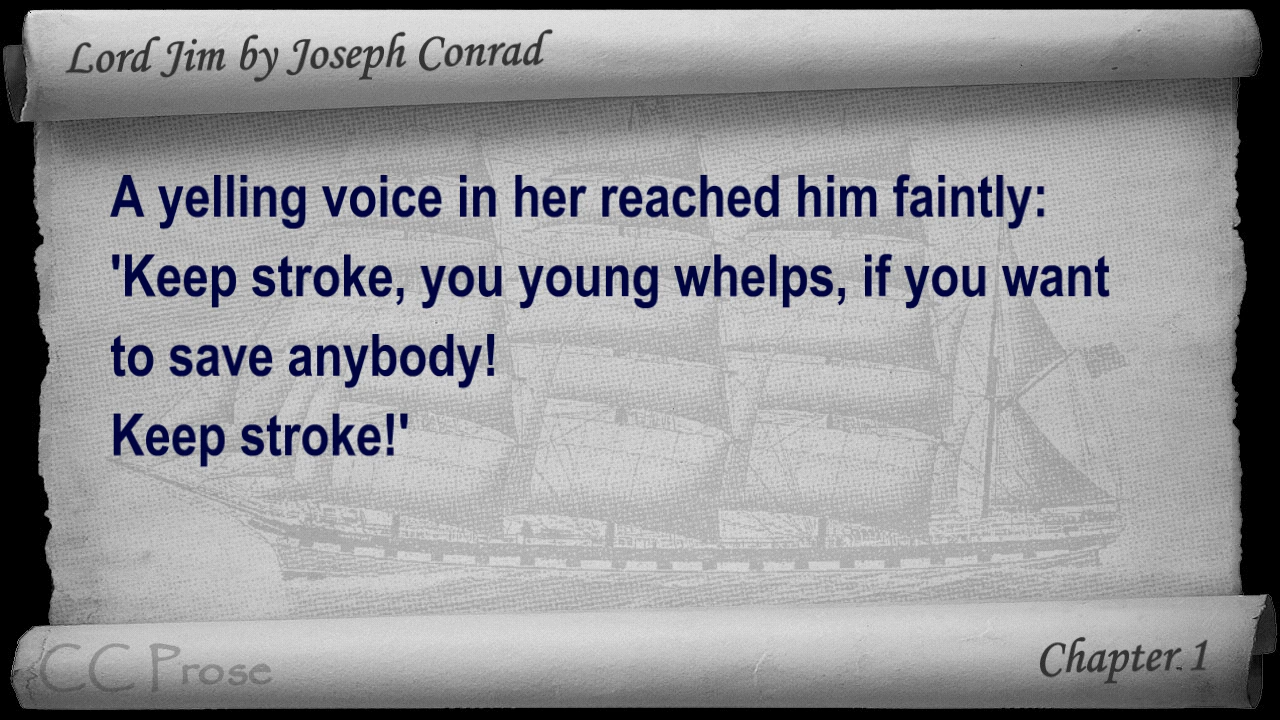 Lord Jim by Joseph Conrad
A yelling voice in her reached him faintly:
'Keep stroke, you young whelps, if you want
to save anybody!
Keep stroke!'
CC Prose
Chapter 1